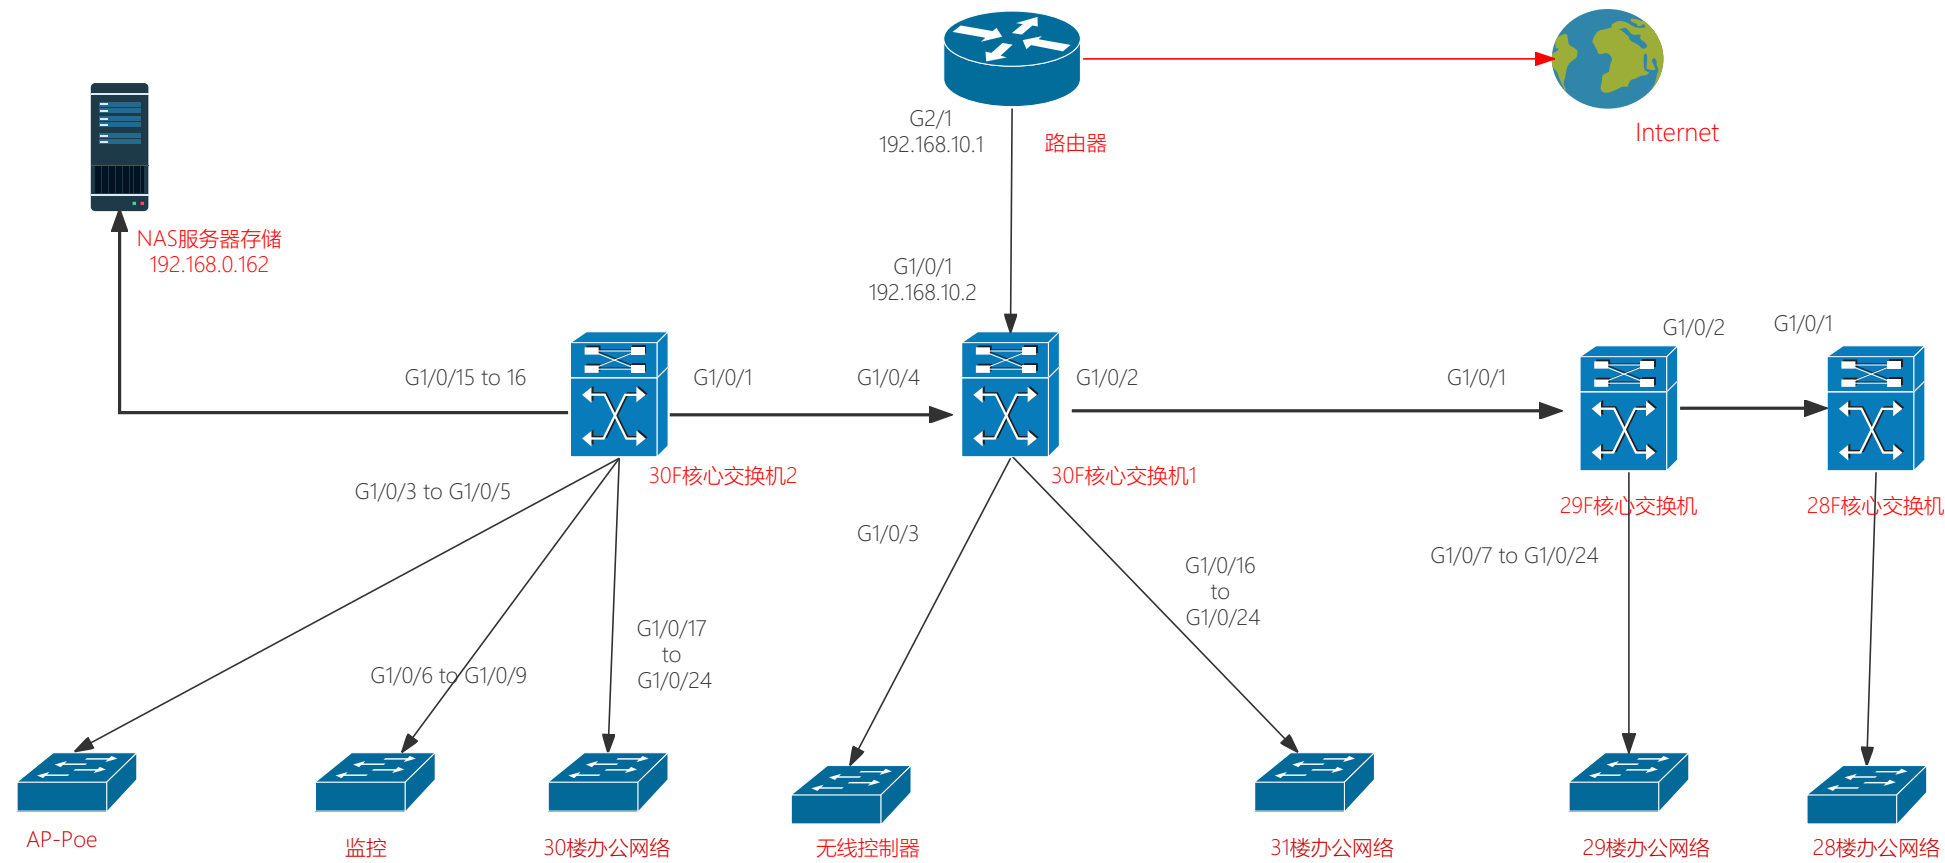 G2/1
192.168.10.1
路由器
Internet
NAS服务器存储
192.168.0.162
G1/0/1
192.168.10.2
G1/0/2
G1/0/1
G1/0/15 to 16
G1/0/1
G1/0/4
G1/0/2
G1/0/1
30F核心交换机2
30F核心交换机1
29F核心交换机
28F核心交换机
G1/0/3 to G1/0/5
G1/0/3
G1/0/7 to G1/0/24
G1/0/16
to
G1/0/24
G1/0/6 to G1/0/9
G1/0/17
to
G1/0/24
AP-Poe
监控
30楼办公网络
无线控制器
31楼办公网络
29楼办公网络
28楼办公网络